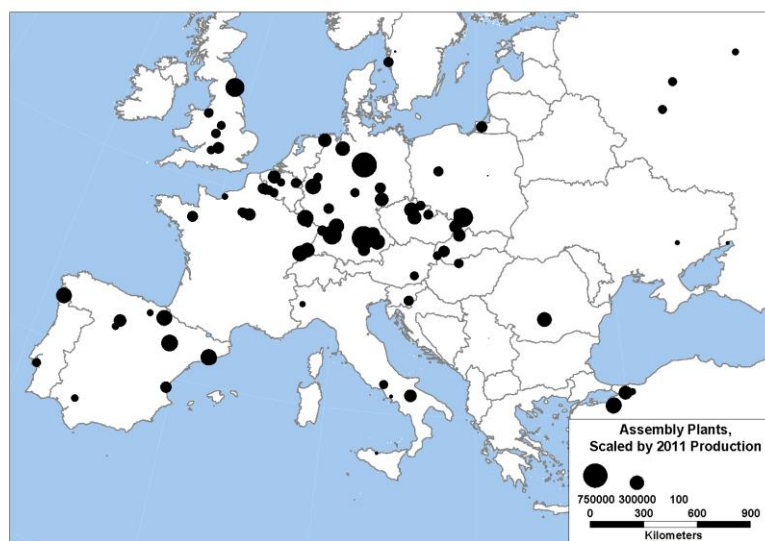 Assembly Plants,
Scaled by 2011 Production
750000 300000 100
0 300 600 900
Kilometers